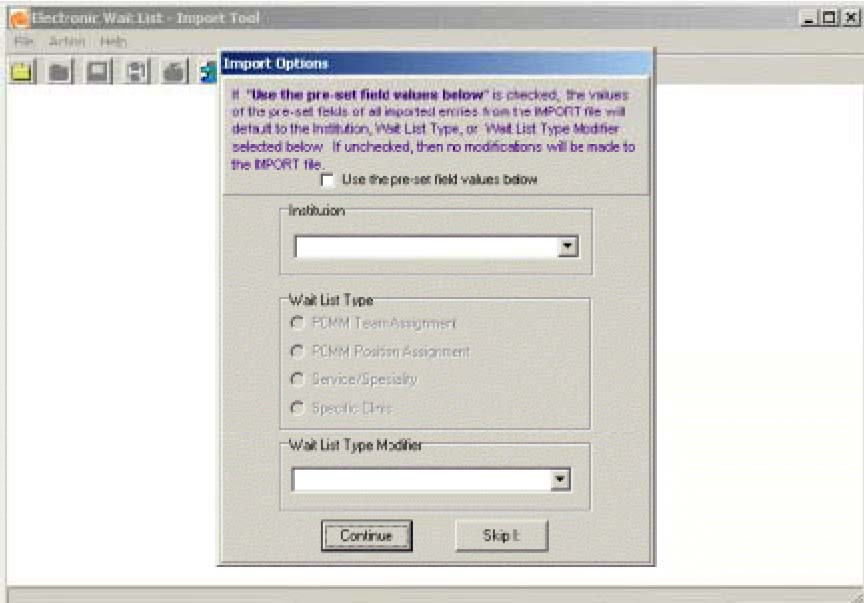 Electronic Wait List - Import Tool
File Action Help
Import Options
If "Use the pre-set field values below" is checked, the values
of the pre-set fields of all imported entries from the IMPORT file will
default to the Institution, Wait List Type, or Wait List Type Modifier
selected below. If unchecked, then no modifications will be made to
the IMPORT file.
Use the pre-set field values below
Institution
Wait List Type
PCMM Team Assignment
PCMM Position Assignment
Service/Speciality
Specific Clinic
Wait List Type Modifier
Continue Skip It